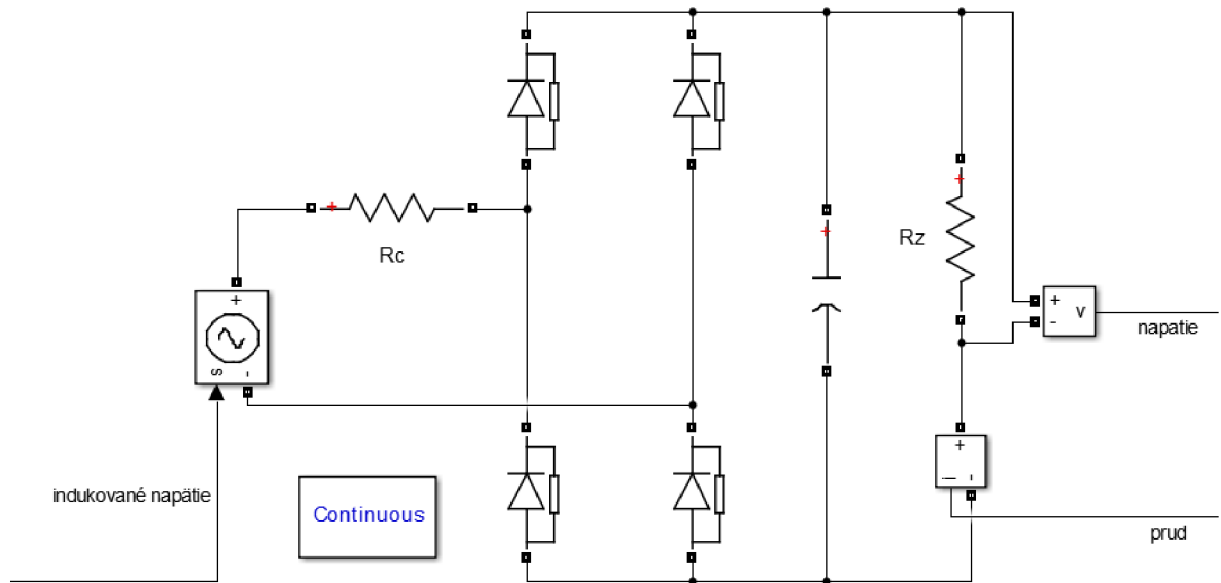 Rc
Rz
+
s
-
+
-
v
napatie
+
i
-
indukované napätie
Continuous
prud